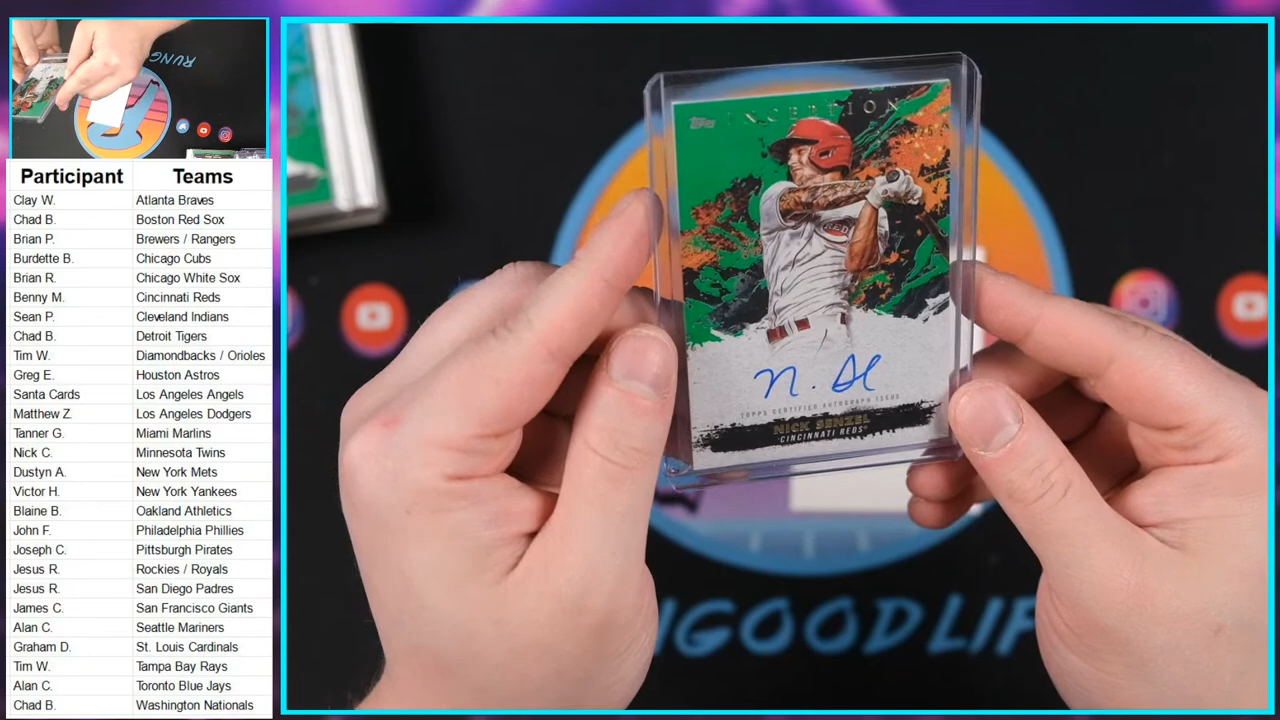 RUNG
Participant Teams
Clay W. Atlanta Braves
Chad B. Boston Red Sox
Brian P. Brewers / Rangers
Burdette B. Chicago Cubs
Brian R. Chicago White Sox
Benny M. Cincinnati Reds
Sean P. Cleveland Indians
Chad B. Detroit Tigers
Tim W. Diamondbacks / Orioles
Greg E. Houston Astros
Santa Cards Los Angeles Angels
Matthew Z. Los Angeles Dodgers
Tanner G. Miami Marlins
Nick C. Minnesota Twins
Dustyn A. New York Mets
Victor H. New York Yankees
Blaine B. Oakland Athletics
John F. Philadelphia Phillies
Joseph C. Pittsburgh Pirates
Jesus R. Rockies / Royals
Jesus R. San Diego Padres
James C. San Francisco Giants
Alan C. Seattle Mariners
Graham D. St. Louis Cardinals
Tim W. Tampa Bay Rays
Alan C. Toronto Blue Jays
Chad B. Washington Nationals
Topps INCEPTION
REDS
TOPPS CERTIFIED AUTOGRAPH ISSUE
NICK SENZEL
CINCINNATI REDS®
NGOODLIF